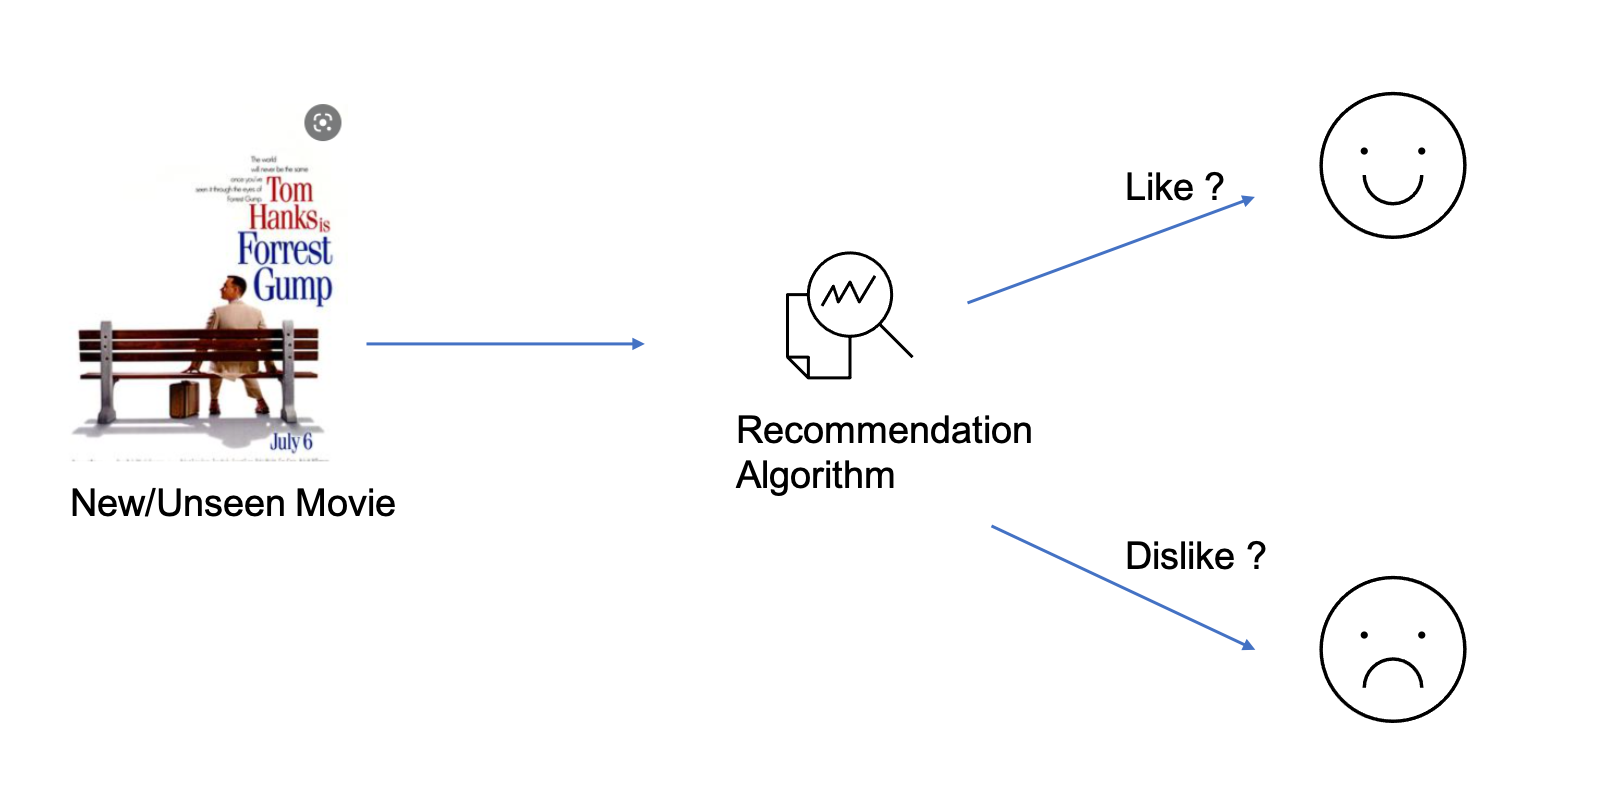 The world
will never be the same
once you've
seen it through the eyes of
Forrest Gump.
Tom
Hanks is
Forrest
Gump
July 6
New/Unseen Movie
Recommendation
Algorithm
Like ?
Dislike ?